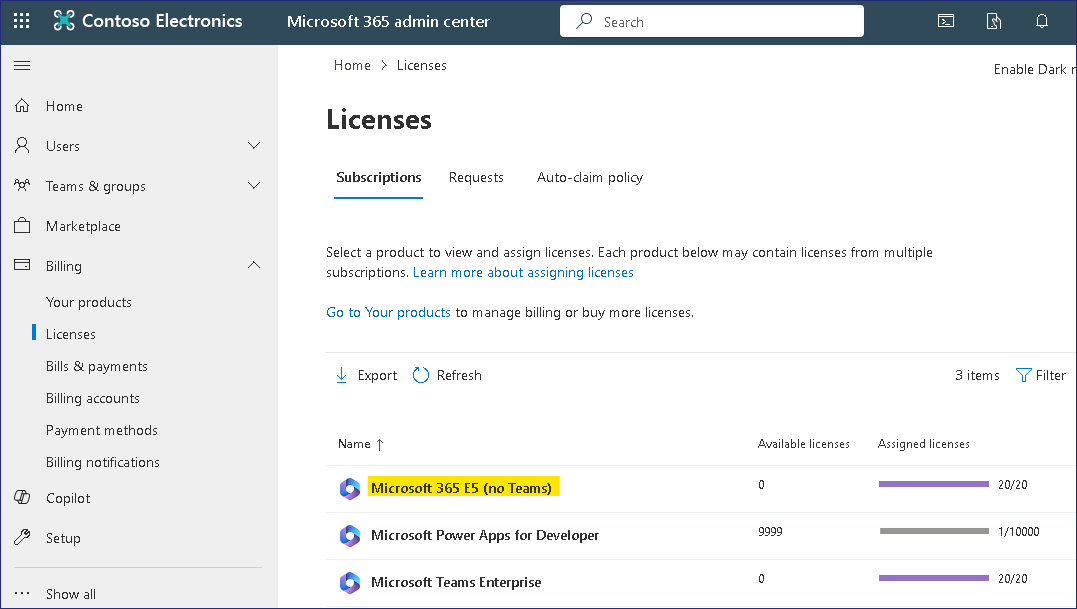 Contoso Electronics
Microsoft 365 admin center
Search
Home
Users
Teams & groups
Marketplace
Billing
Your products
Licenses
Bills & payments
Billing accounts
Payment methods
Billing notifications
Copilot
Setup
Show all
Home > Licenses
Enable Dark
Licenses
Subscriptions
Requests
Auto-claim policy
Select a product to view and assign licenses. Each product below may contain licenses from multiple
subscriptions. Learn more about assigning licenses
Go to Your products to manage billing or buy more licenses.
Export
Refresh
3 items
Filter
Name ↑ Available licenses Assigned licenses
Microsoft 365 E5 (no Teams) 0 20/20
Microsoft Power Apps for Developer 9999 1/10000
Microsoft Teams Enterprise 0 20/20